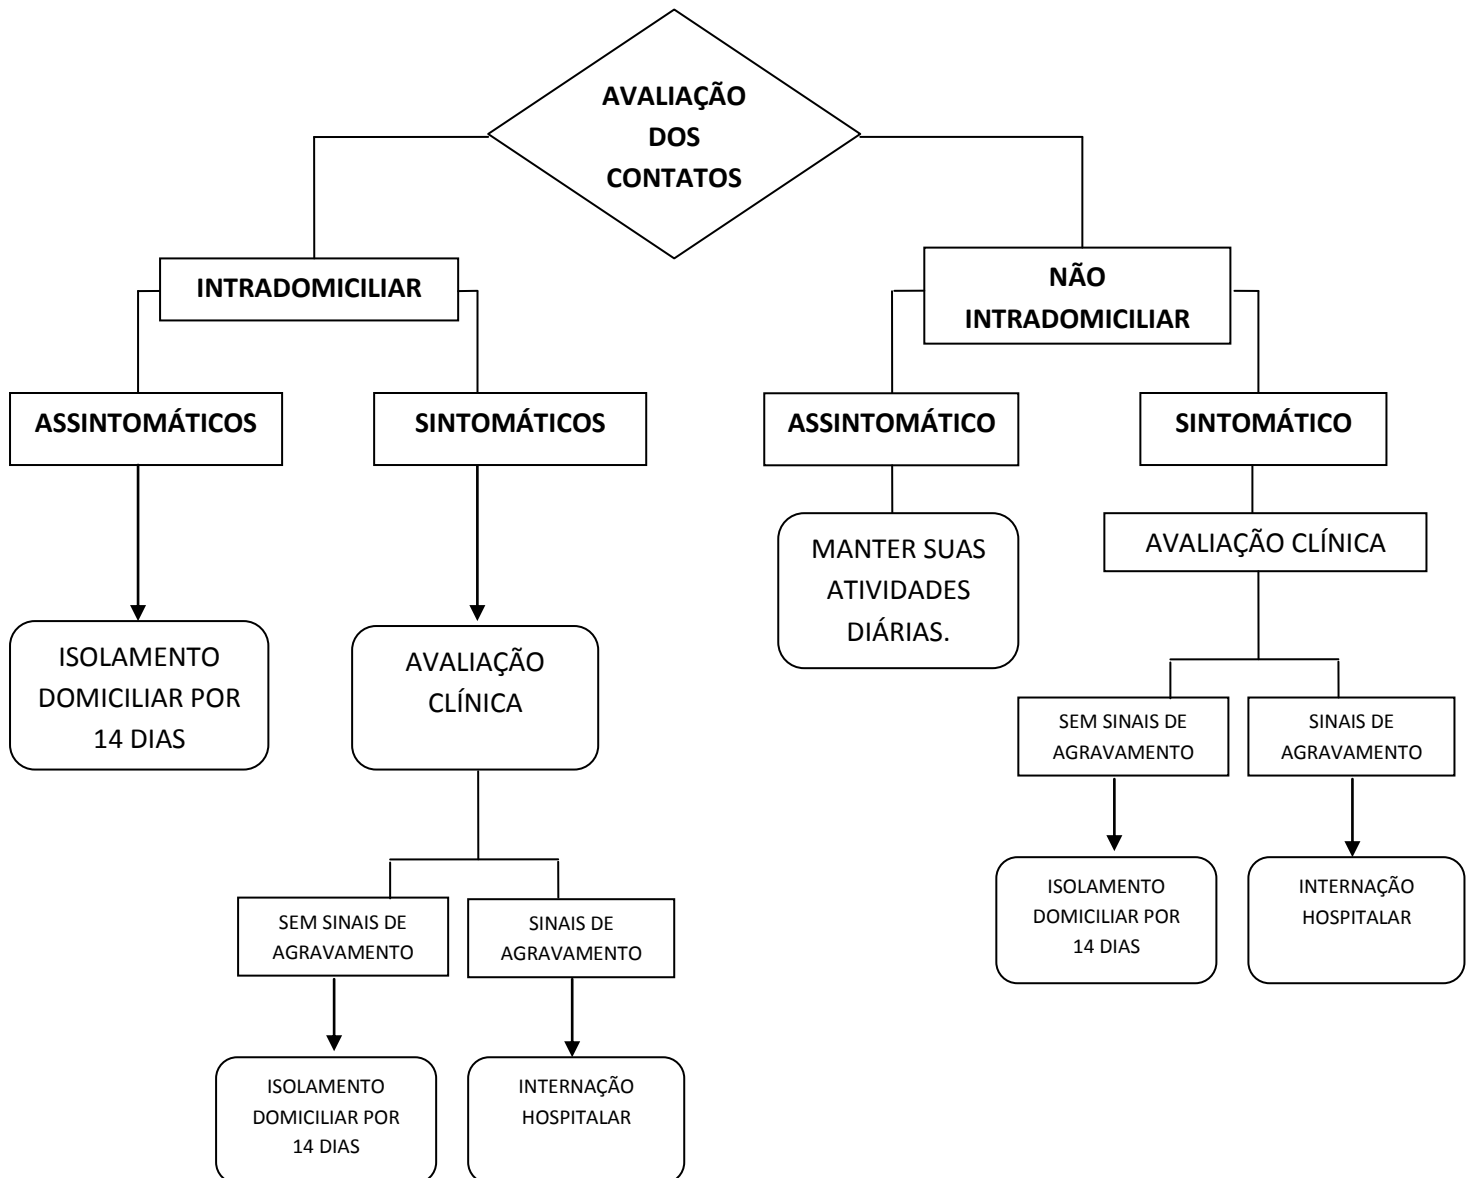 AVALIAÇÃO
DOS
CONTATOS
INTRADOMICILIAR
NÃO
INTRADOMICILIAR
ASSINTOMÁTICOS
SINTOMÁTICOS
ASSINTOMÁTICO
SINTOMÁTICO
ISOLAMENTO
DOMICILIAR POR
14 DIAS
AVALIAÇÃO
CLÍNICA
MANTER SUAS
ATIVIDADES
DIÁRIAS.
AVALIAÇÃO CLÍNICA
SEM SINAIS DE
AGRAVAMENTO
SINAIS DE
AGRAVAMENTO
ISOLAMENTO
DOMICILIAR POR
14 DIAS
INTERNAÇÃO
HOSPITALAR
SEM SINAIS DE
AGRAVAMENTO
SINAIS DE
AGRAVAMENTO
ISOLAMENTO
DOMICILIAR POR
14 DIAS
INTERNAÇÃO
HOSPITALAR